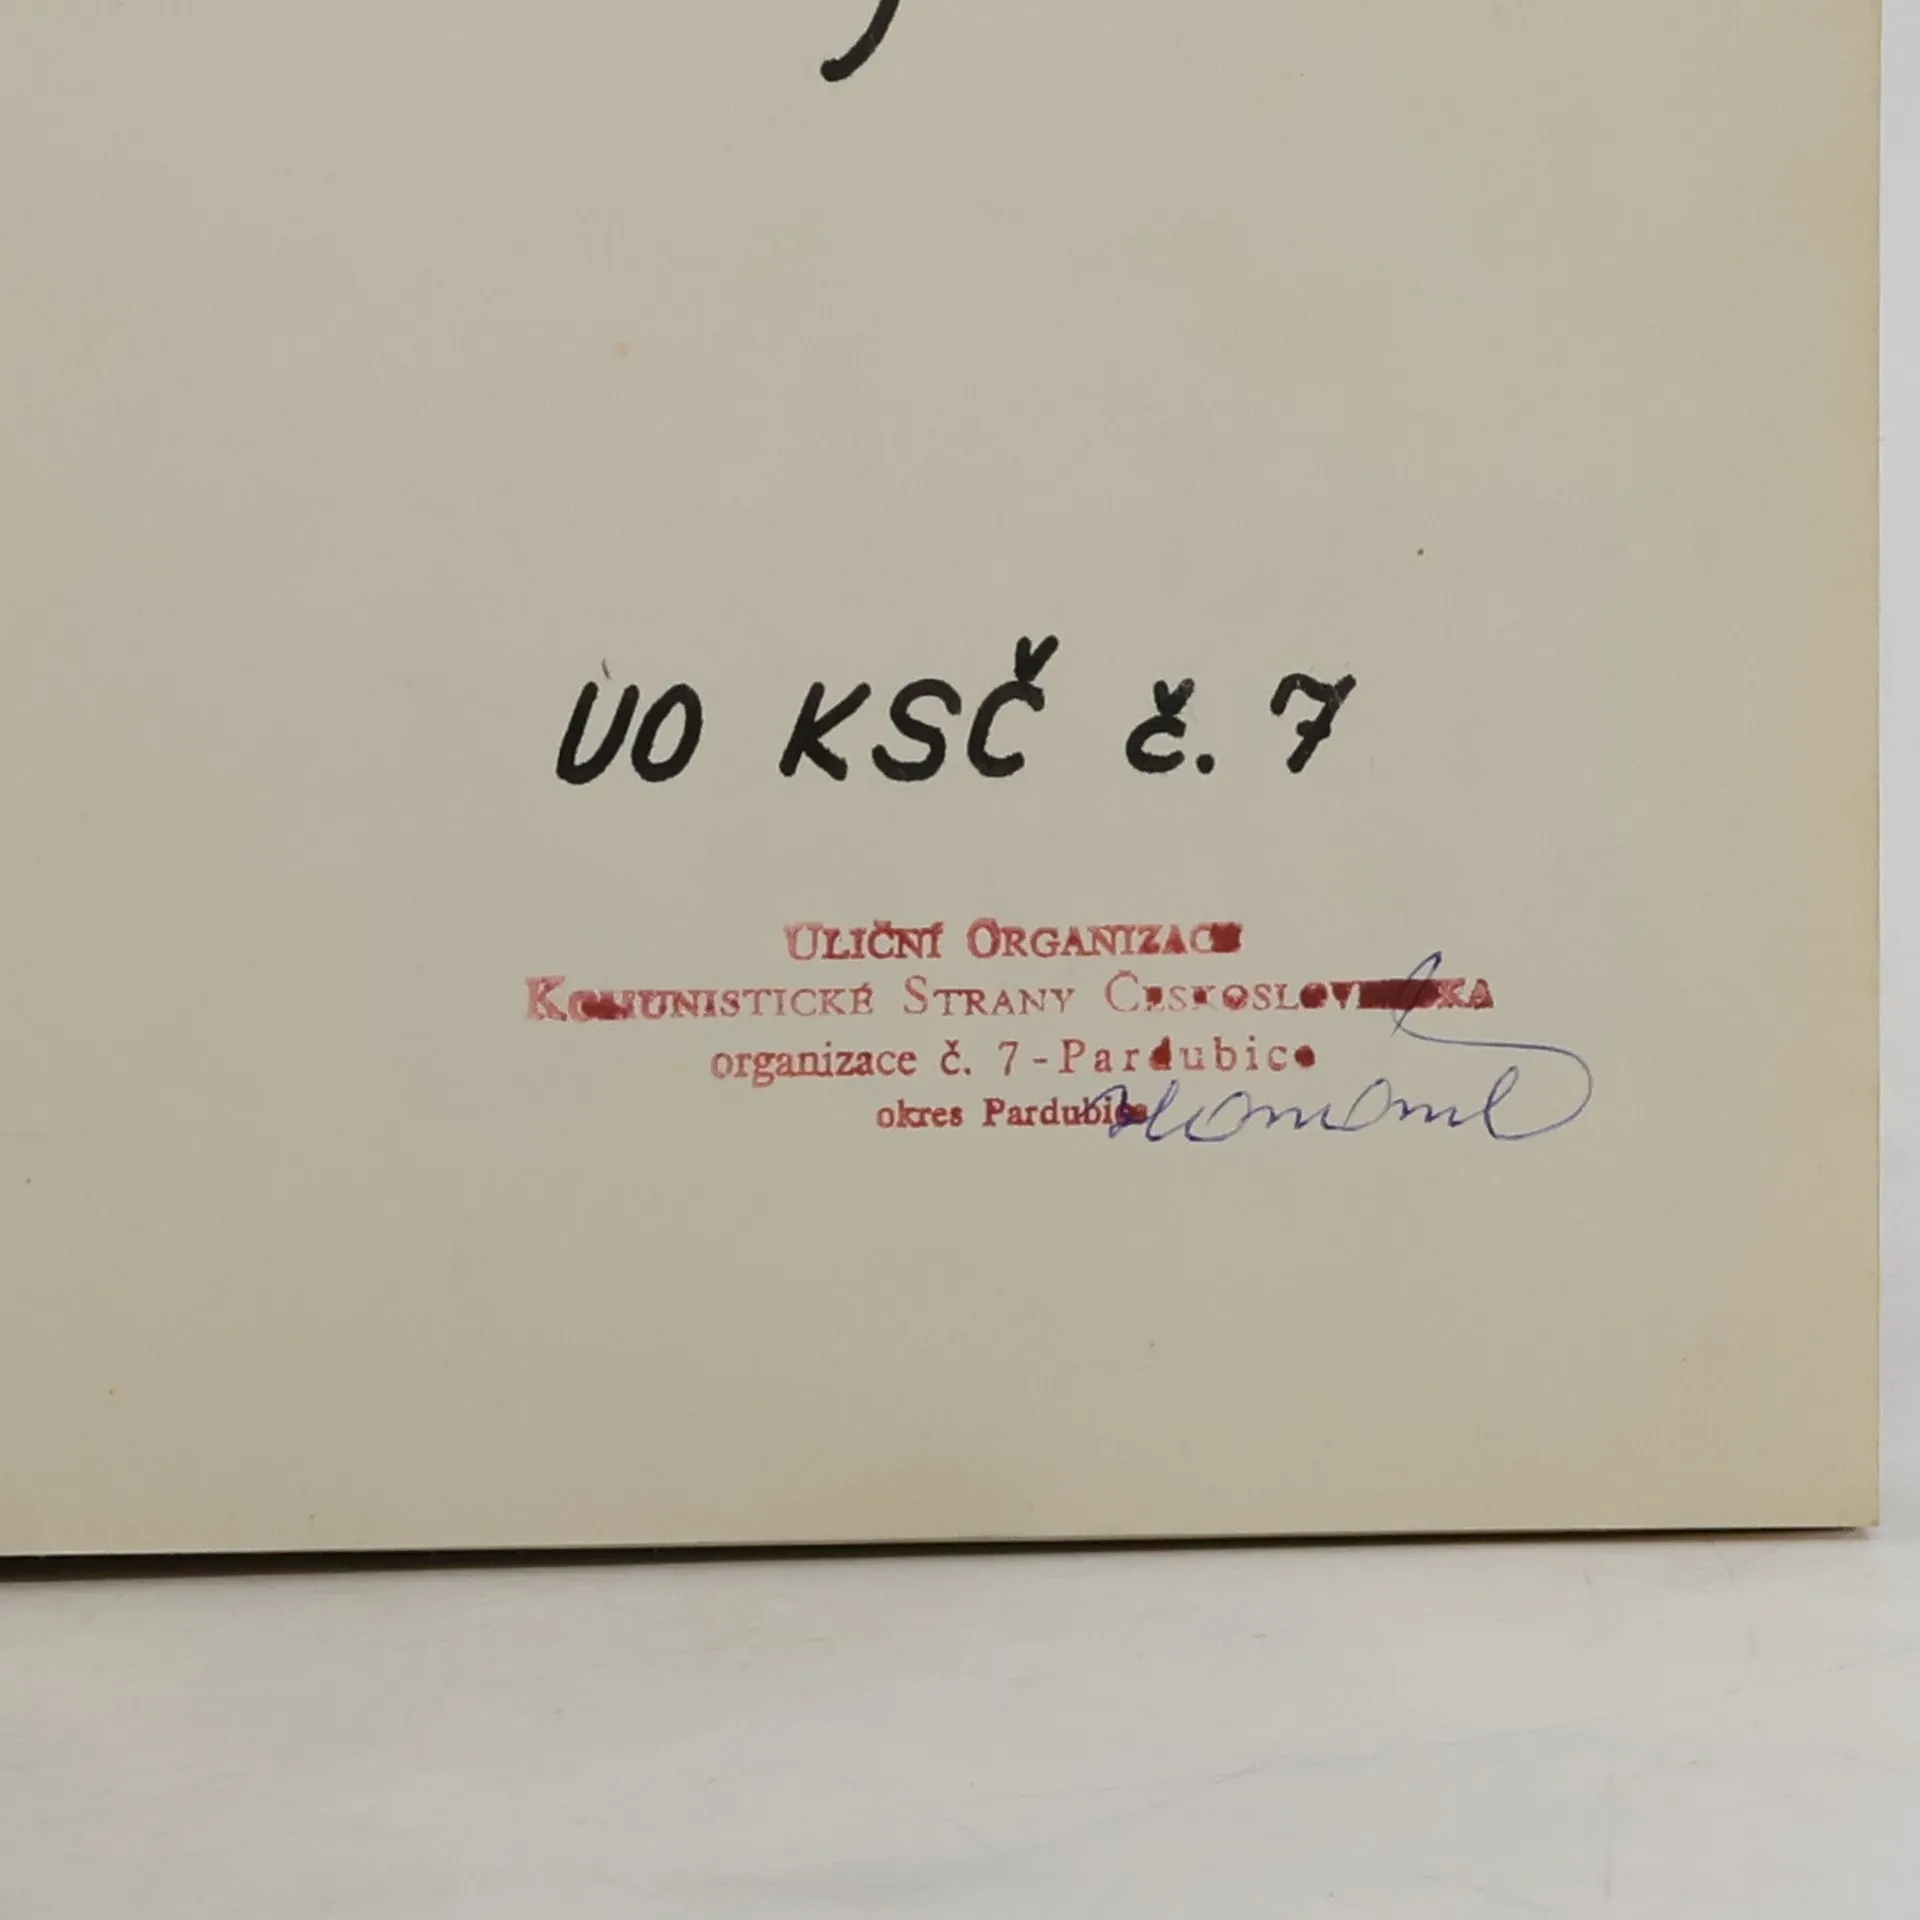 UO KSČ č. 7
ULIČNÍ ORGANIZACE
KOMUNISTICKÉ STRANY ČESKOSLOVENSKA
organizace č. 7 - Pardubice
okres Pardubice